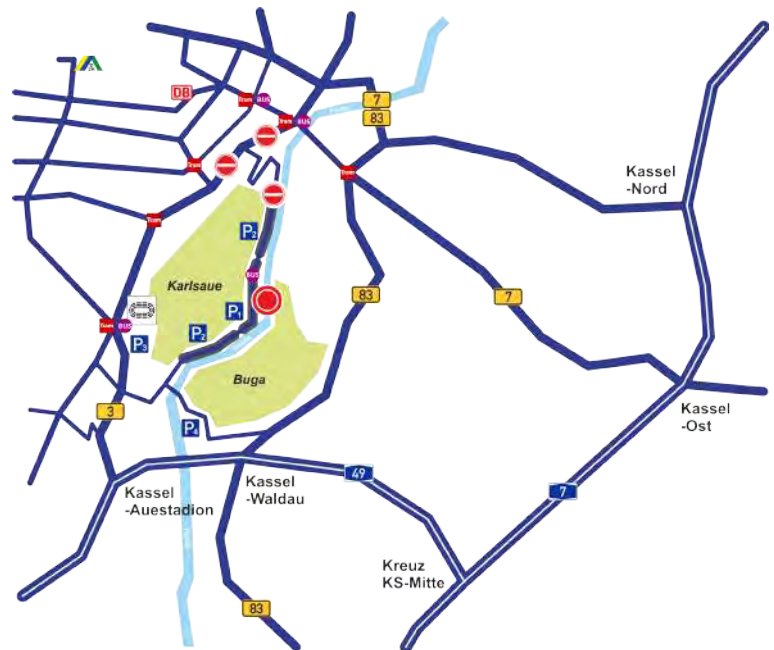 DB
Tram
BUS
Tram
BUS
7
83
Tram
Tram
Kassel
-Nord
Tram
P2
Karlsaue
BUS
83
7
P1
Tram
BUS
P3
P2
Buga
3
P4
Kassel
-Ost
Kassel
-Auestadion
Kassel
-Waldau
49
7
Kreuz
KS-Mitte
83